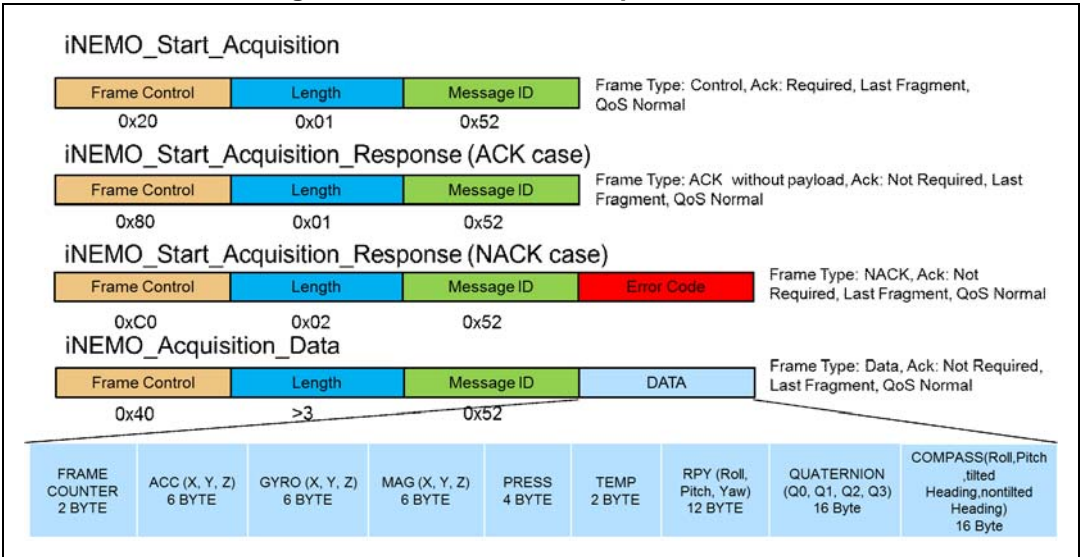 iNEMO_Start_Acquisition
Frame Control Length Message ID
Frame Type: Control, Ack: Required, Last Fragment,
QoS Normal
0x20 0x01 0x52
iNEMO_Start_Acquisition_Response (ACK case)
Frame Control Length Message ID
Frame Type: ACK without payload, Ack: Not Required, Last
Fragment, QoS Normal
0x80 0x01 0x52
iNEMO_Start_Acquisition_Response (NACK case)
Frame Control Length Message ID Error Code
Frame Type: NACK, Ack: Not
Required, Last Fragment, QoS Normal
0xC0 0x02 0x52
iNEMO_Acquisition_Data
Frame Control Length Message ID DATA
Frame Type: Data, Ack: Not Required,
Last Fragment, QoS Normal
0x40 >3 0x52
FRAME
COUNTER
2 BYTE
ACC (X, Y, Z)
6 BYTE
GYRO (X, Y, Z)
6 BYTE
MAG (X, Y, Z)
6 BYTE
PRESS
4 BYTE
TEMP
2 BYTE
RPY (Roll,
Pitch, Yaw)
12 BYTE
QUATERNION
(Q0, Q1, Q2, Q3)
16 Byte
COMPASS(Roll,Pitch
,tilted
Heading,nontilted
Heading)
16 Byte